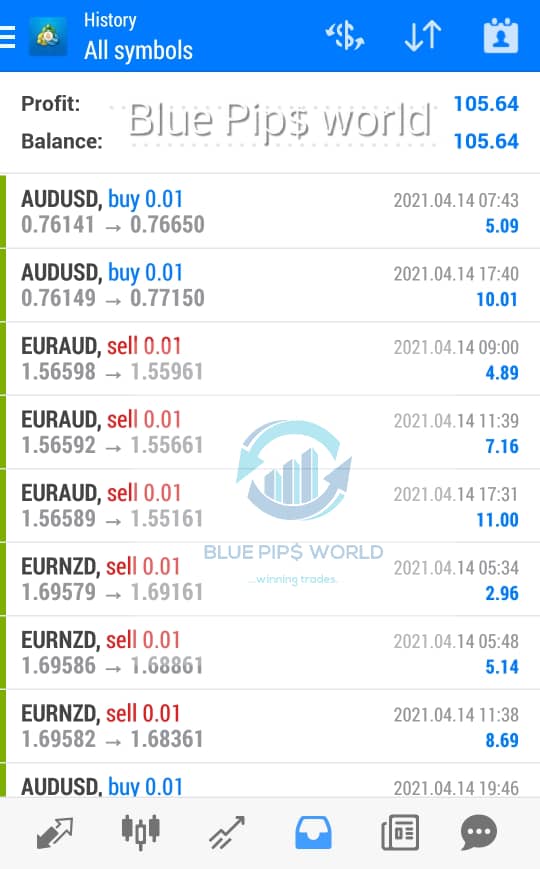 History
All symbols
Profit: 105.64
Blue Pip$ world
Balance: 105.64
AUDUSD, buy 0.01 2021.04.14 07:43
0.76141 → 0.76650 5.09
AUDUSD, buy 0.01 2021.04.14 17:40
0.76149 → 0.77150 10.01
EURAUD, sell 0.01 2021.04.14 09:00
1.56598 → 1.55961 4.89
EURAUD, sell 0.01 2021.04.14 11:39
1.56592 → 1.55661 7.16
EURAUD, sell 0.01 2021.04.14 17:31
1.56589 → 1.55161 11.00
BLUE PIP$ WORLD
...winning trades.
EURNZD, sell 0.01 2021.04.14 05:34
1.69579 → 1.69161 2.96
EURNZD, sell 0.01 2021.04.14 05:48
1.69586 → 1.68861 5.14
EURNZD, sell 0.01 2021.04.14 11:38
1.69582 → 1.68361 8.69
AUDUSD, buy 0.01 2021.04.14 19:46